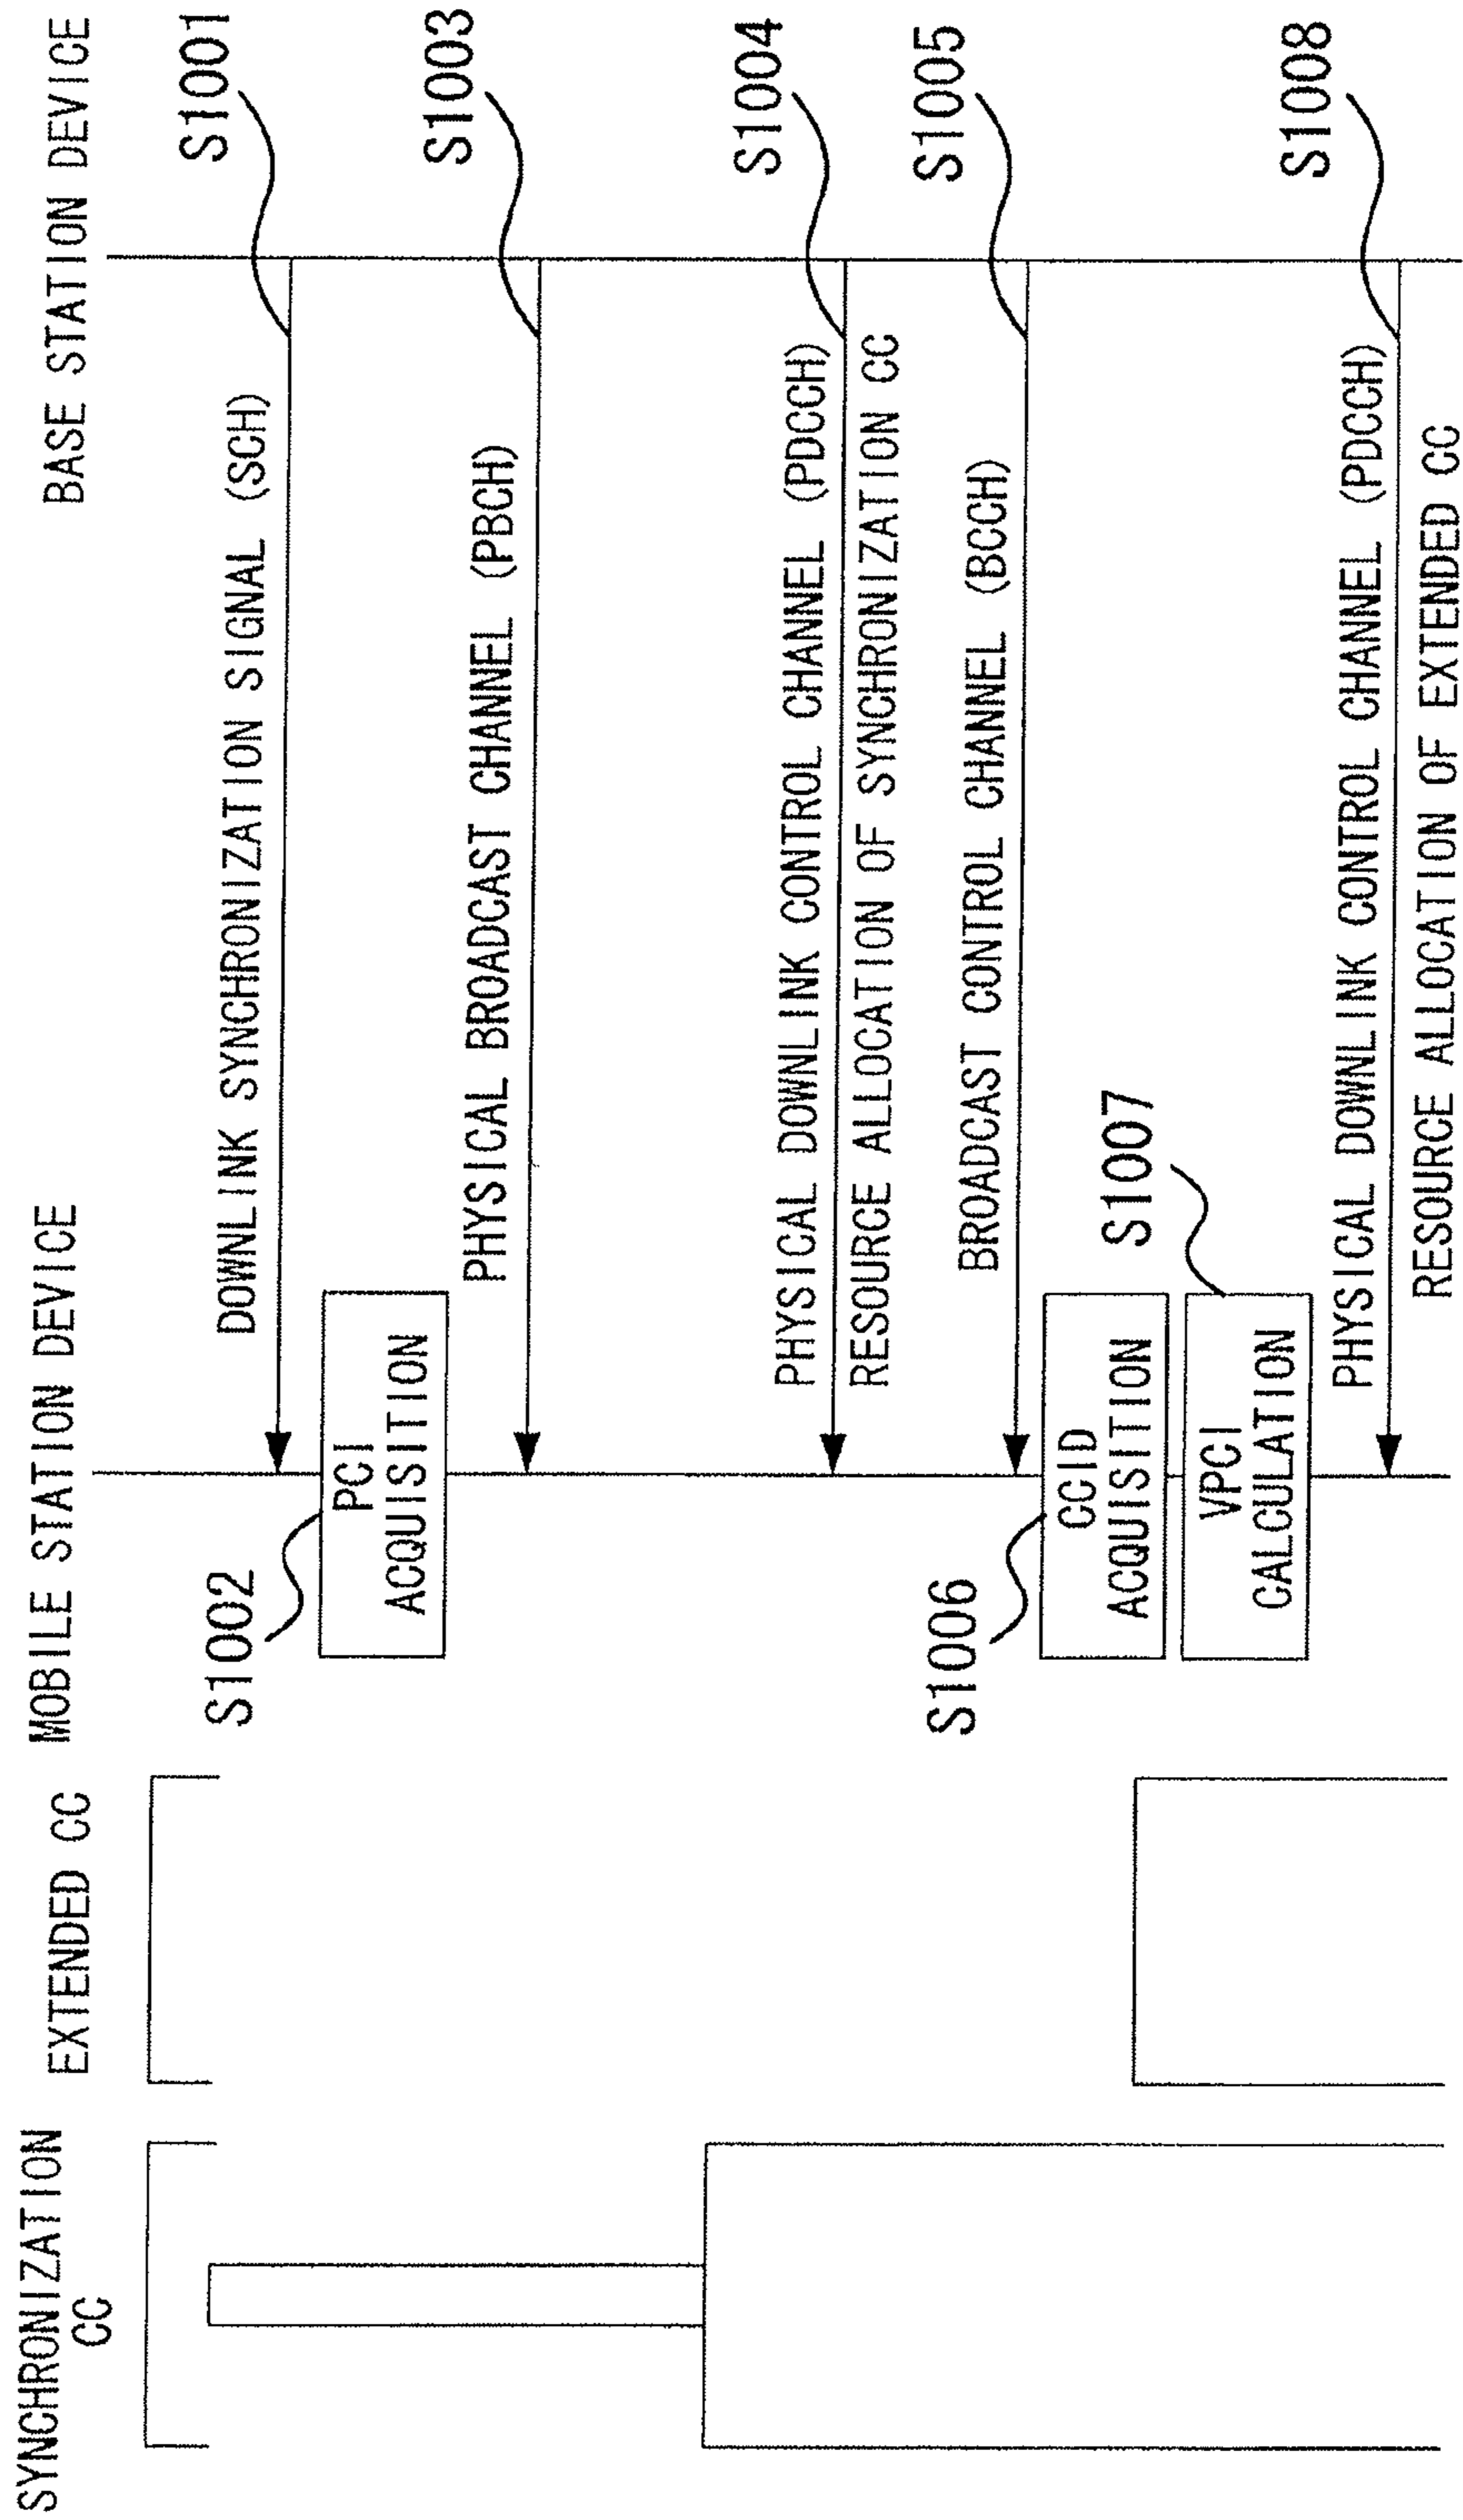 SYNCHRONIZATION
CC
EXTENDED CC
MOBILE STATION DEVICE
BASE STATION DEVICE
S1001
DOWNLINK SYNCHRONIZATION SIGNAL (SCH)
S1002
PCI
ACQUISITION
S1003
PHYSICAL BROADCAST CHANNEL (PBCH)
S1004
PHYSICAL DOWNLINK CONTROL CHANNEL (PDCCH)
RESOURCE ALLOCATION OF SYNCHRONIZATION CC
S1005
BROADCAST CONTROL CHANNEL (BCCH)
S1006
CCID
ACQUISITION
S1007
VPCI
CALCULATION
S1008
PHYSICAL DOWNLINK CONTROL CHANNEL (PDCCH)
RESOURCE ALLOCATION OF EXTENDED CC